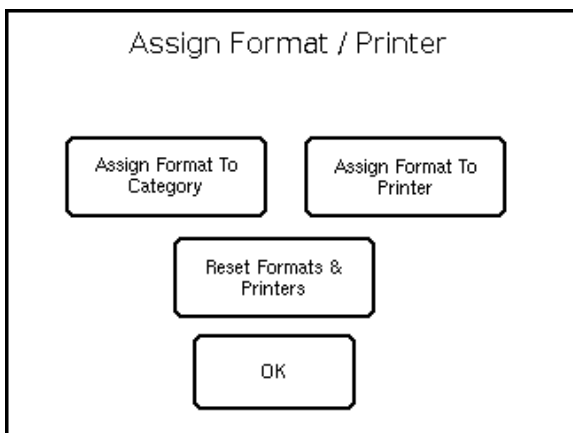 Assign Format / Printer
Assign Format To
Category
Assign Format To
Printer
Reset Formats &
Printers
OK